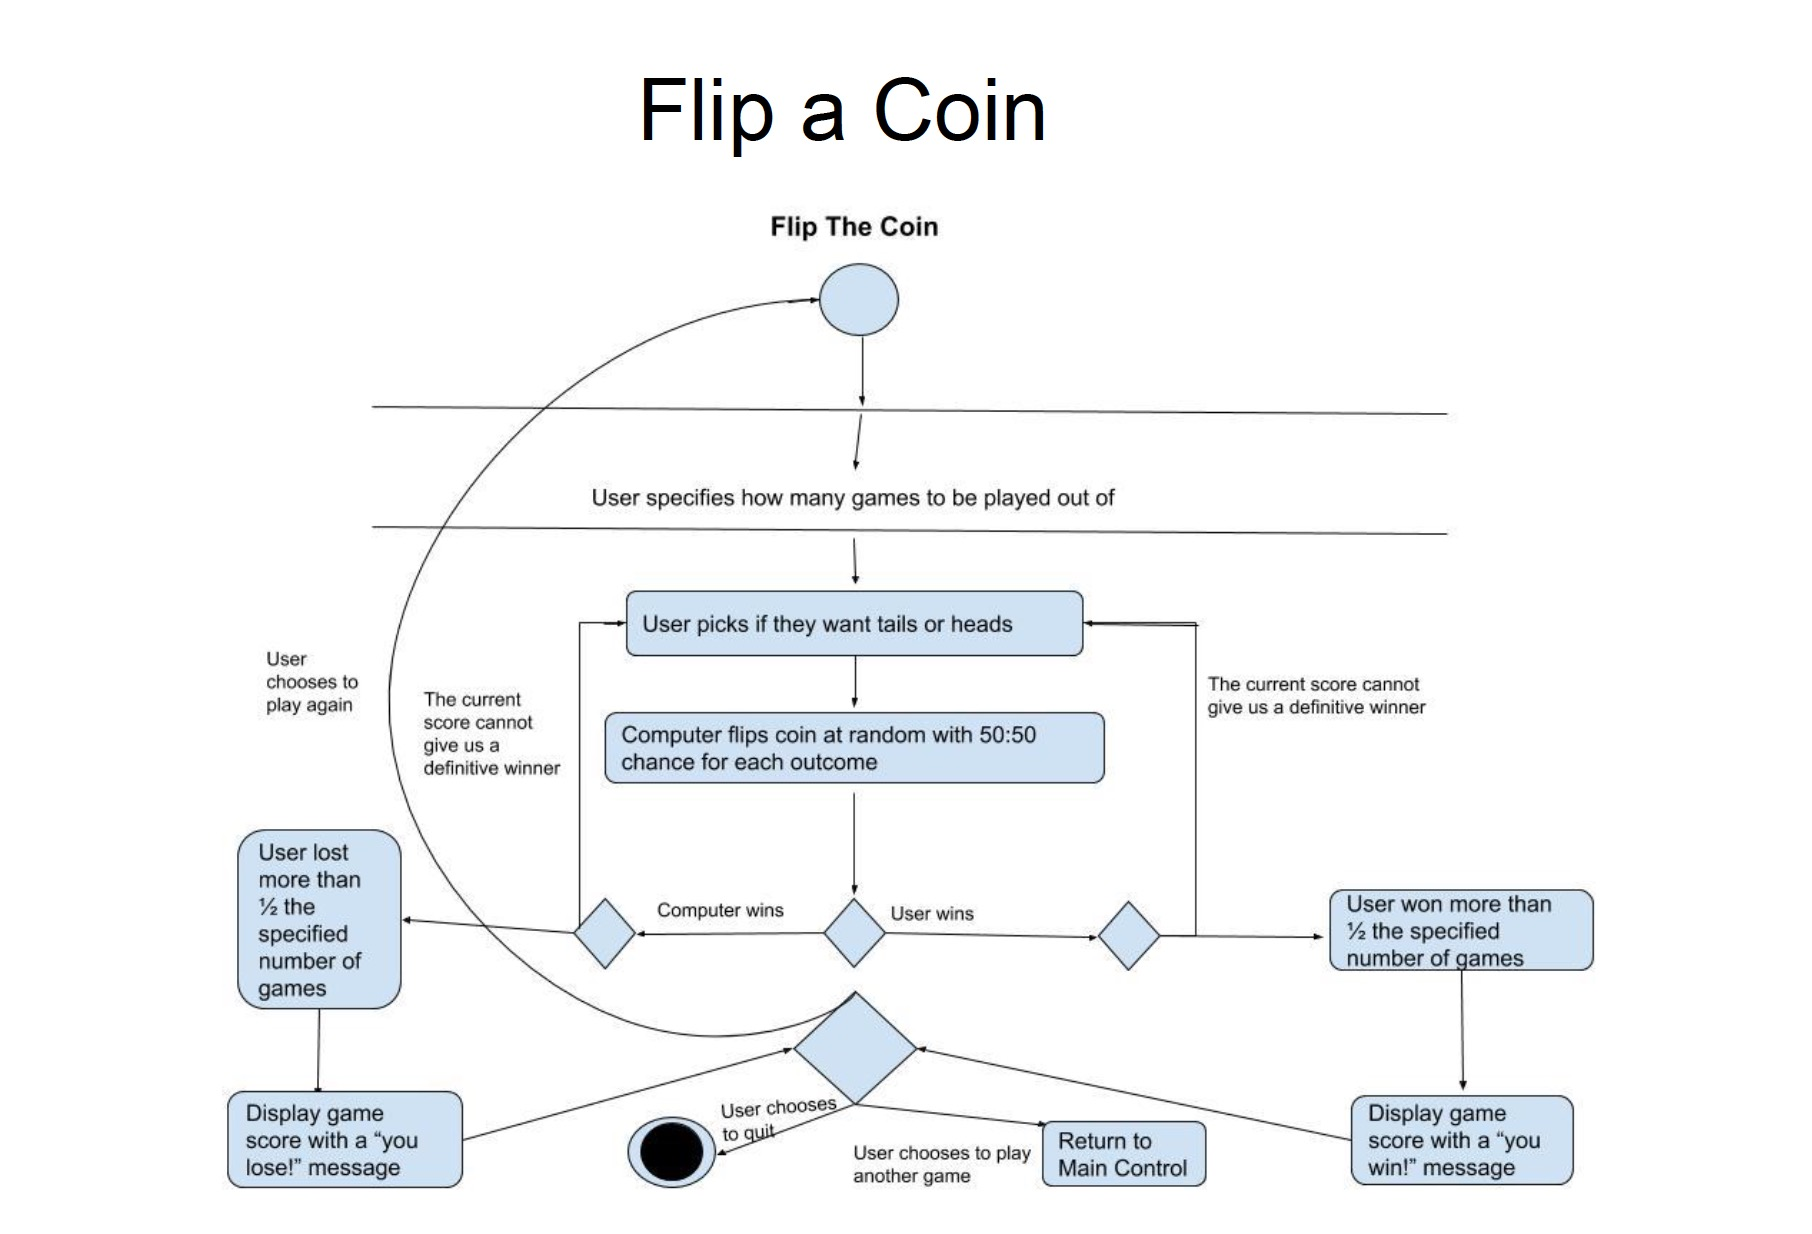 Flip a Coin
Flip The Coin
User specifies how many games to be played out of
User picks if they want tails or heads
User
chooses to
play again
The current
score cannot
give us a
definitive winner
The current score cannot
give us a definitive winner
Computer flips coin at random with 50:50
chance for each outcome
User lost
more than
½ the
specified
number of
games
Computer wins
User wins
User won more than
½ the specified
number of games
Display game
score with a “you
lose!” message
User chooses
to quit
User chooses to play
another game
Return to
Main Control
Display game
score with a “you
win!” message